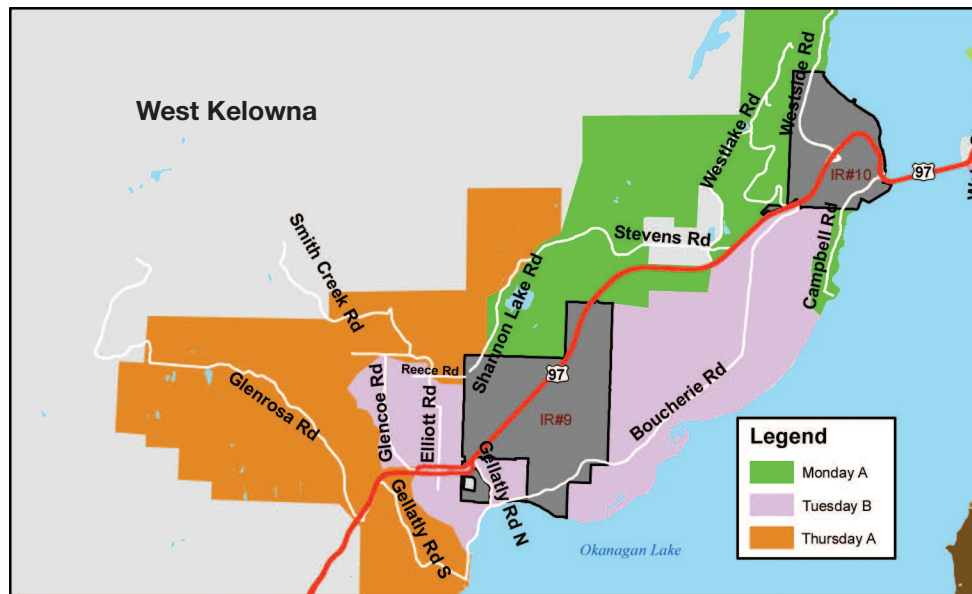 West Kelowna
Westside Rd
Westlake Rd
IR#10
97
Stevens Rd
Campbell Rd
Smith Creek Rd
Shannon Lake Rd
Reece Rd
97
Glenrosa Rd
Glencoe Rd
Elliott Rd
Boucherie Rd
IR#9
Gellatly Rd N
Gellatly Rd S
Okanagan Lake
Legend
Monday A
Tuesday B
Thursday A